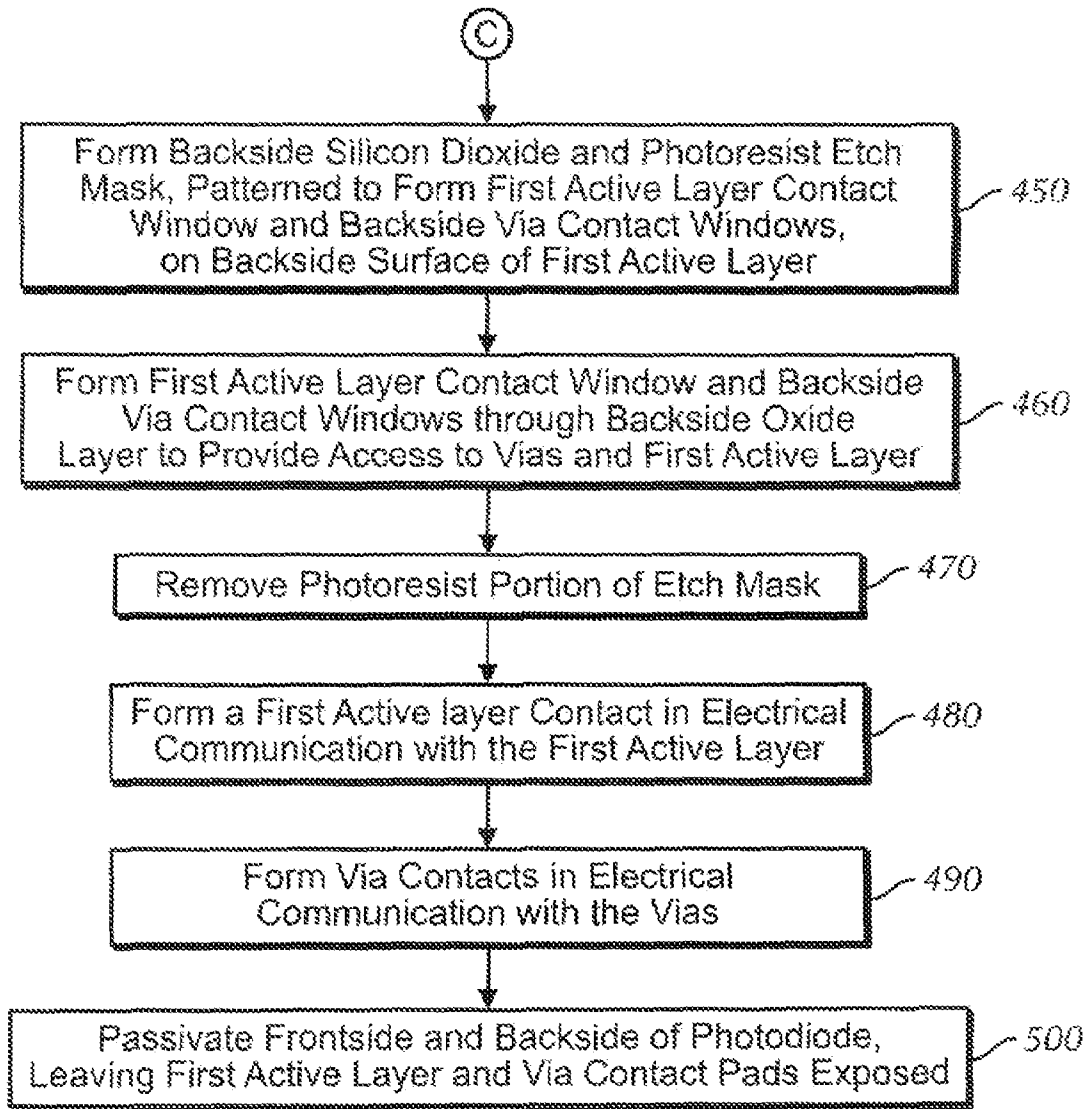 C
Form Backside Silicon Dioxide and Photoresist Etch
Mask, Patterned to Form First Active Layer Contact
Window and Backside Via Contact Windows,
on Backside Surface of First Active Layer
450
Form First Active Layer Contact Window and Backside
Via Contact Windows through Backside Oxide
Layer to Provide Access to Vias and First Active Layer
460
Remove Photoresist Portion of Etch Mask
470
Form a First Active layer Contact in Electrical
Communication with the First Active Layer
480
Form Via Contacts in Electrical
Communication with the Vias
490
Passivate Frontside and Backside of Photodiode,
Leaving First Active Layer and Via Contact Pads Exposed
500